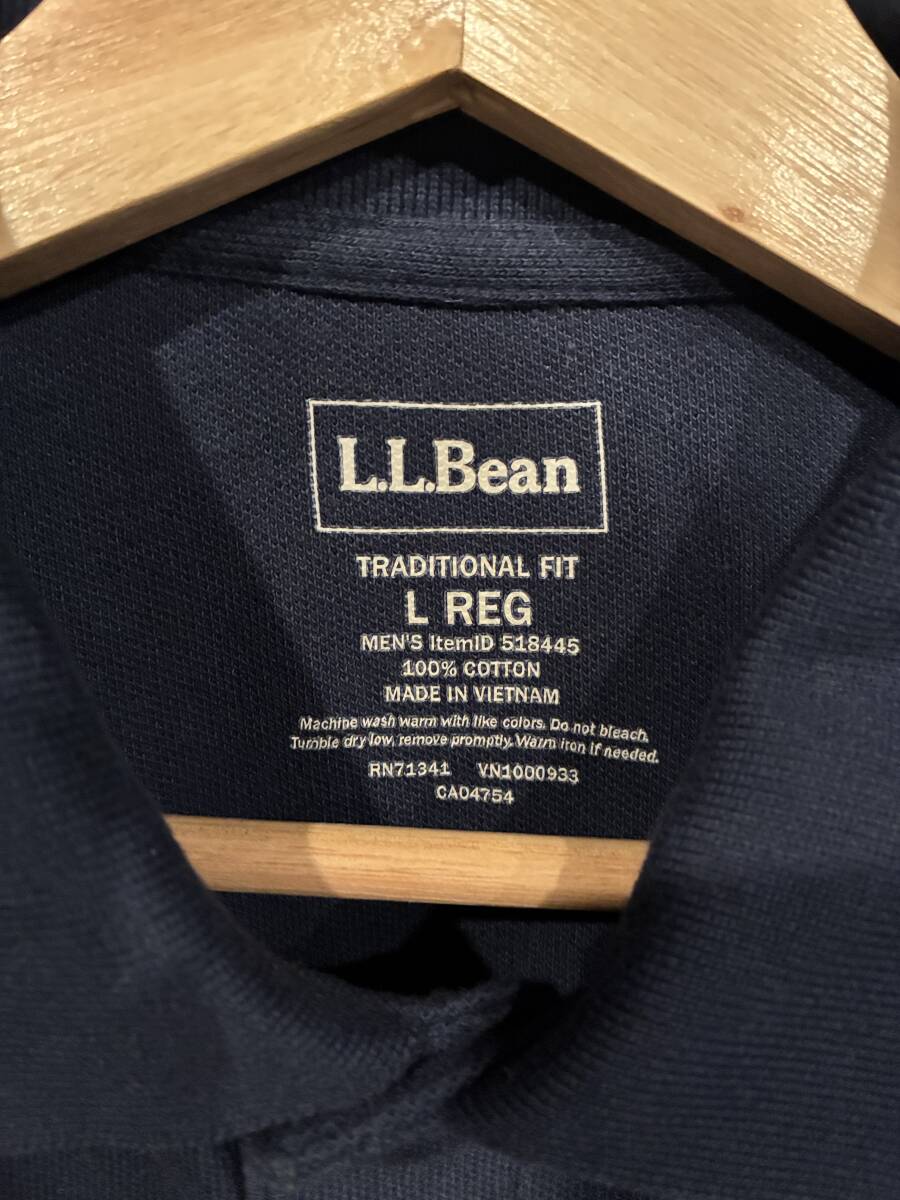 L.L.Bean
TRADITIONAL FIT
L REG
MEN'S ItemID 518445
100% COTTON
MADE IN VIETNAM
Machine wash warm with like colors. Do not bleach.
Tumble dry low, remove promptly. Warm iron if needed.
RN71341 VN1000933
CA04754